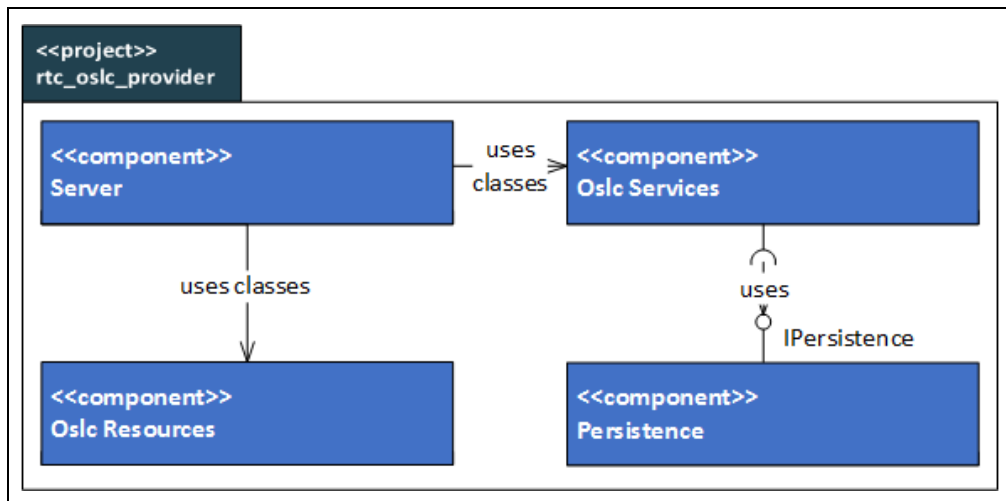 <<project>>
rtc_oslc_provider
<<component>>
Server
uses
classes
<<component>>
Oslc Services
uses classes
uses
IPersistence
<<component>>
Oslc Resources
<<component>>
Persistence